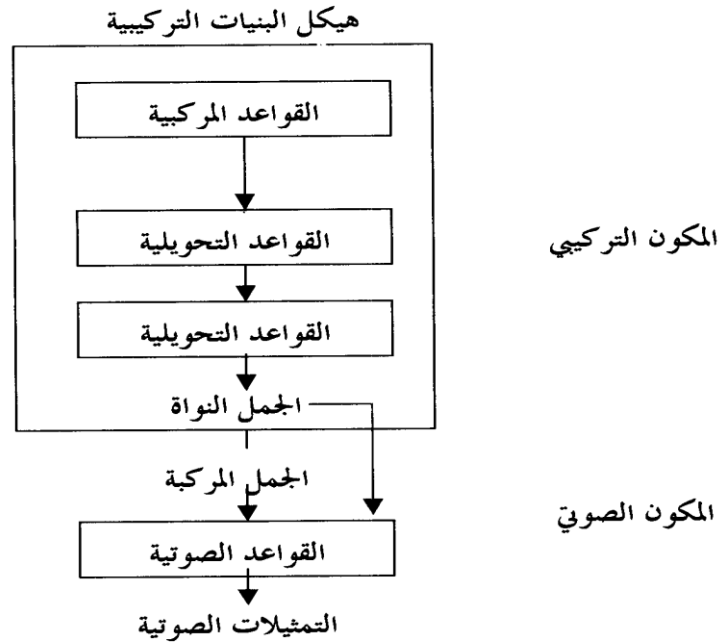 هيكل البنيات التركيبية
القواعد المركبية
القواعد التحويلية
المكون التركيبي
القواعد التحويلية
الجمل النواة
الجمل المركبة
المكون الصوتي
القواعد الصوتية
التمثيلات الصوتية